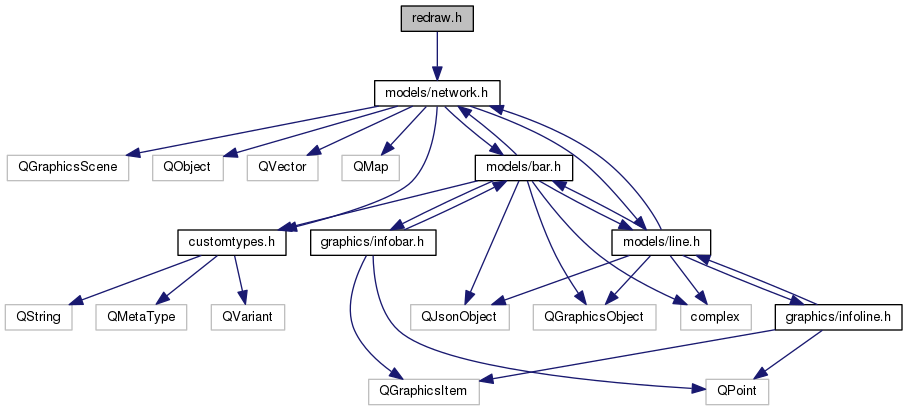 redraw.h
models/network.h
QGraphicsScene
QObject
QVector
QMap
models/bar.h
customtypes.h
graphics/infobar.h
models/line.h
QString
QMetaType
QVariant
QJsonObject
QGraphicsObject
complex
graphics/infoline.h
QGraphicsItem
QPoint